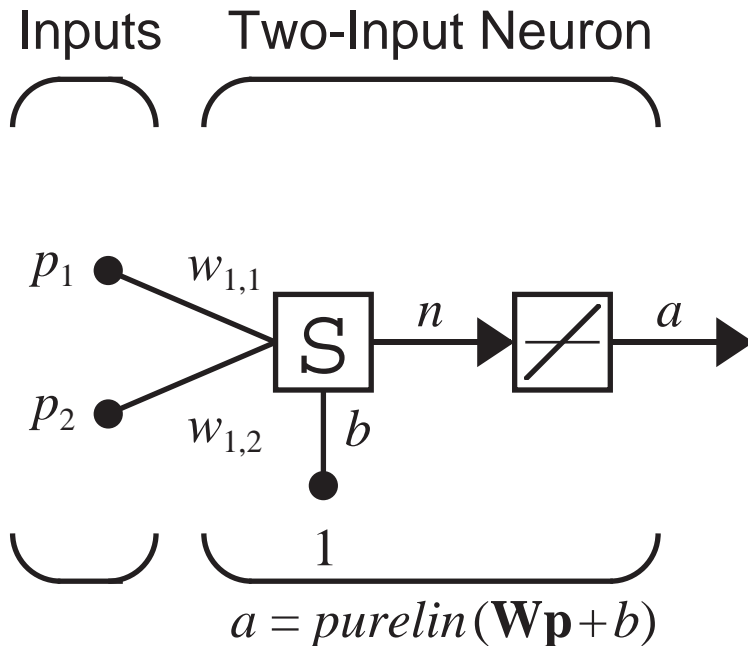 Inputs Two-Input Neuron
p1 w1,1
S n a
p2 w1,2 b
1
a = purelin(Wp+b)